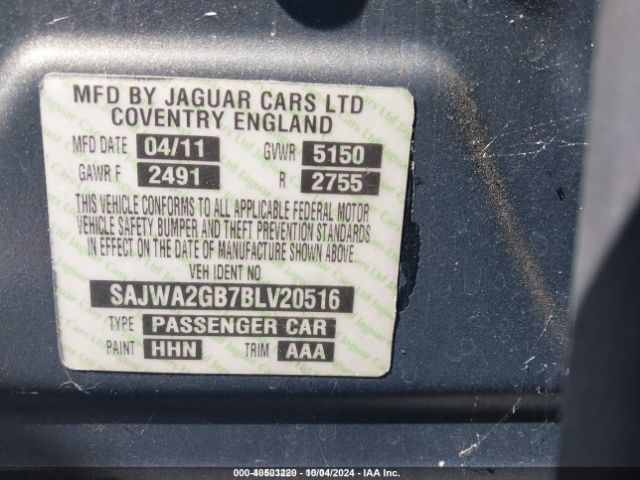 MFD BY JAGUAR CARS LTD
COVENTRY ENGLAND
MFD DATE 04/11 GVWR 5150
GAWR F 2491 R 2755
THIS VEHICLE CONFORMS TO ALL APPLICABLE FEDERAL MOTOR
VEHICLE SAFETY BUMPER AND THEFT PREVENTION STANDARDS
IN EFFECT ON THE DATE OF MANUFACTURE SHOWN ABOVE.
VEH IDENT NO
SAJWA2GB7BLV20516
TYPE PASSENGER CAR
PAINT HHN TRIM AAA
10/04/2024 - IAA Inc.